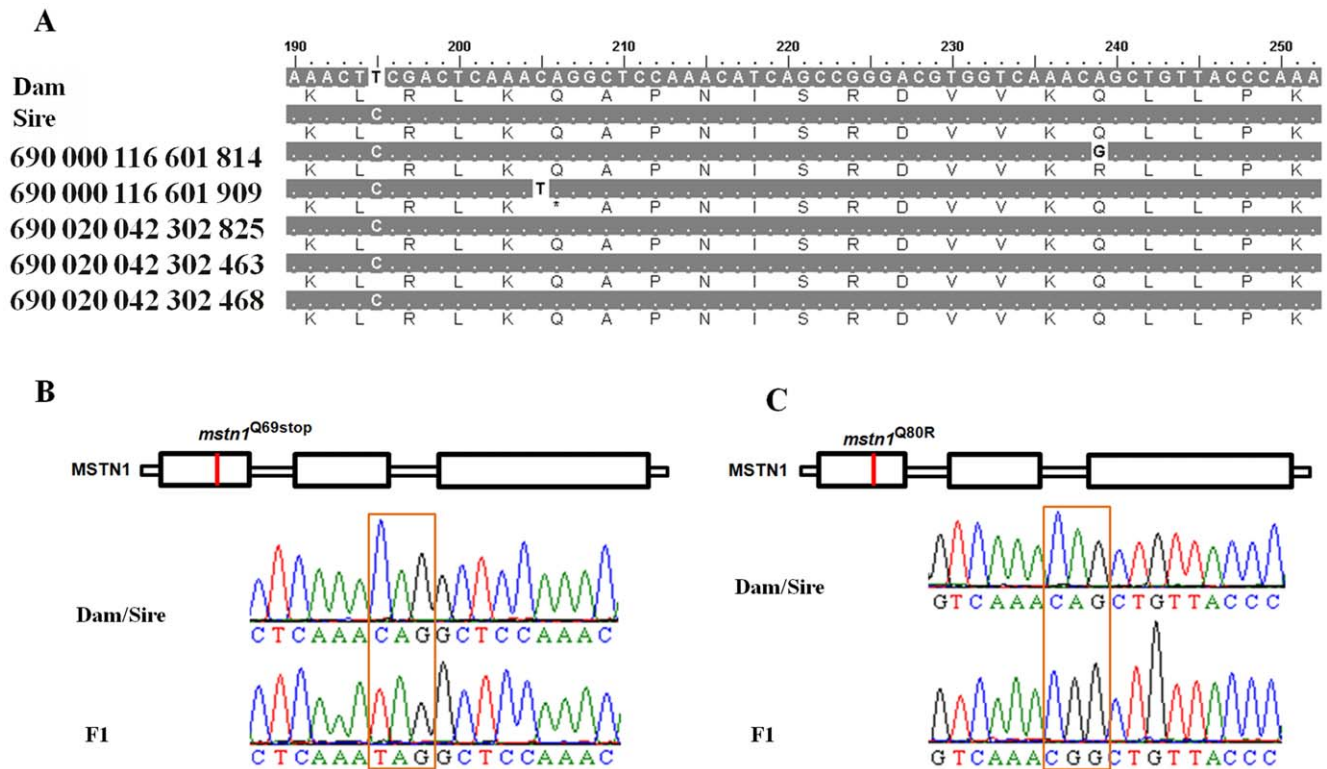 A
190 200 210 220 230 240 250
AAACTTCGACTCAAACAGGCTCCAAACATCAGCCGGGACGTGGTCAAACAGCTGTTACCCAAA
Dam
K L R L K Q A P N I S R D V V K Q L L P K
Sire
C
K L R L K Q A P N I S R D V V K Q L L P K
690 000 116 601 814
C G
K L R L K Q A P N I S R D V V K R L L P K
690 000 116 601 909
C T
K L R L K * A P N I S R D V V K Q L L P K
690 020 042 302 825
C
K L R L K Q A P N I S R D V V K Q L L P K
690 020 042 302 463
C
K L R L K Q A P N I S R D V V K Q L L P K
690 020 042 302 468
C
K L R L K Q A P N I S R D V V K Q L L P K
B
mstn1Q69stop
MSTN1
Dam/Sire
CTCAAACAGGCTCCAAAC
F1
CTCAAATAGGCTCCAAAC
C
mstn1Q80R
MSTN1
Dam/Sire
GTCAAACAGCTGTTACCC
F1
GTCAAACGGCTGTTACCC